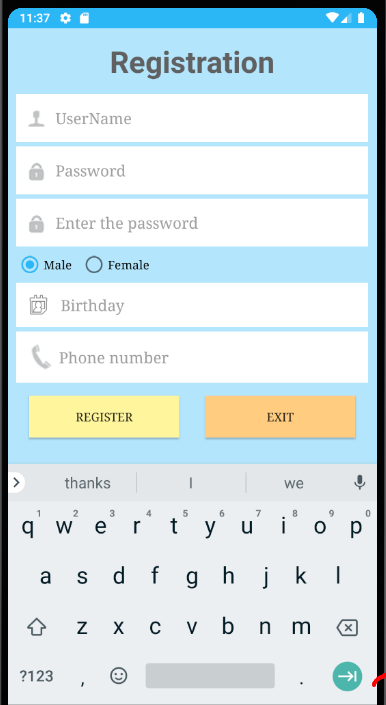 11:37
Registration
UserName
Password
Enter the password
Male Female
Birthday
Phone number
REGISTER EXIT
thanks I we
q1 w2 e3 r4 t5 y6 u7 i8 o9 p0
a s d f g h j k l
z x c v b n m
?123 , .